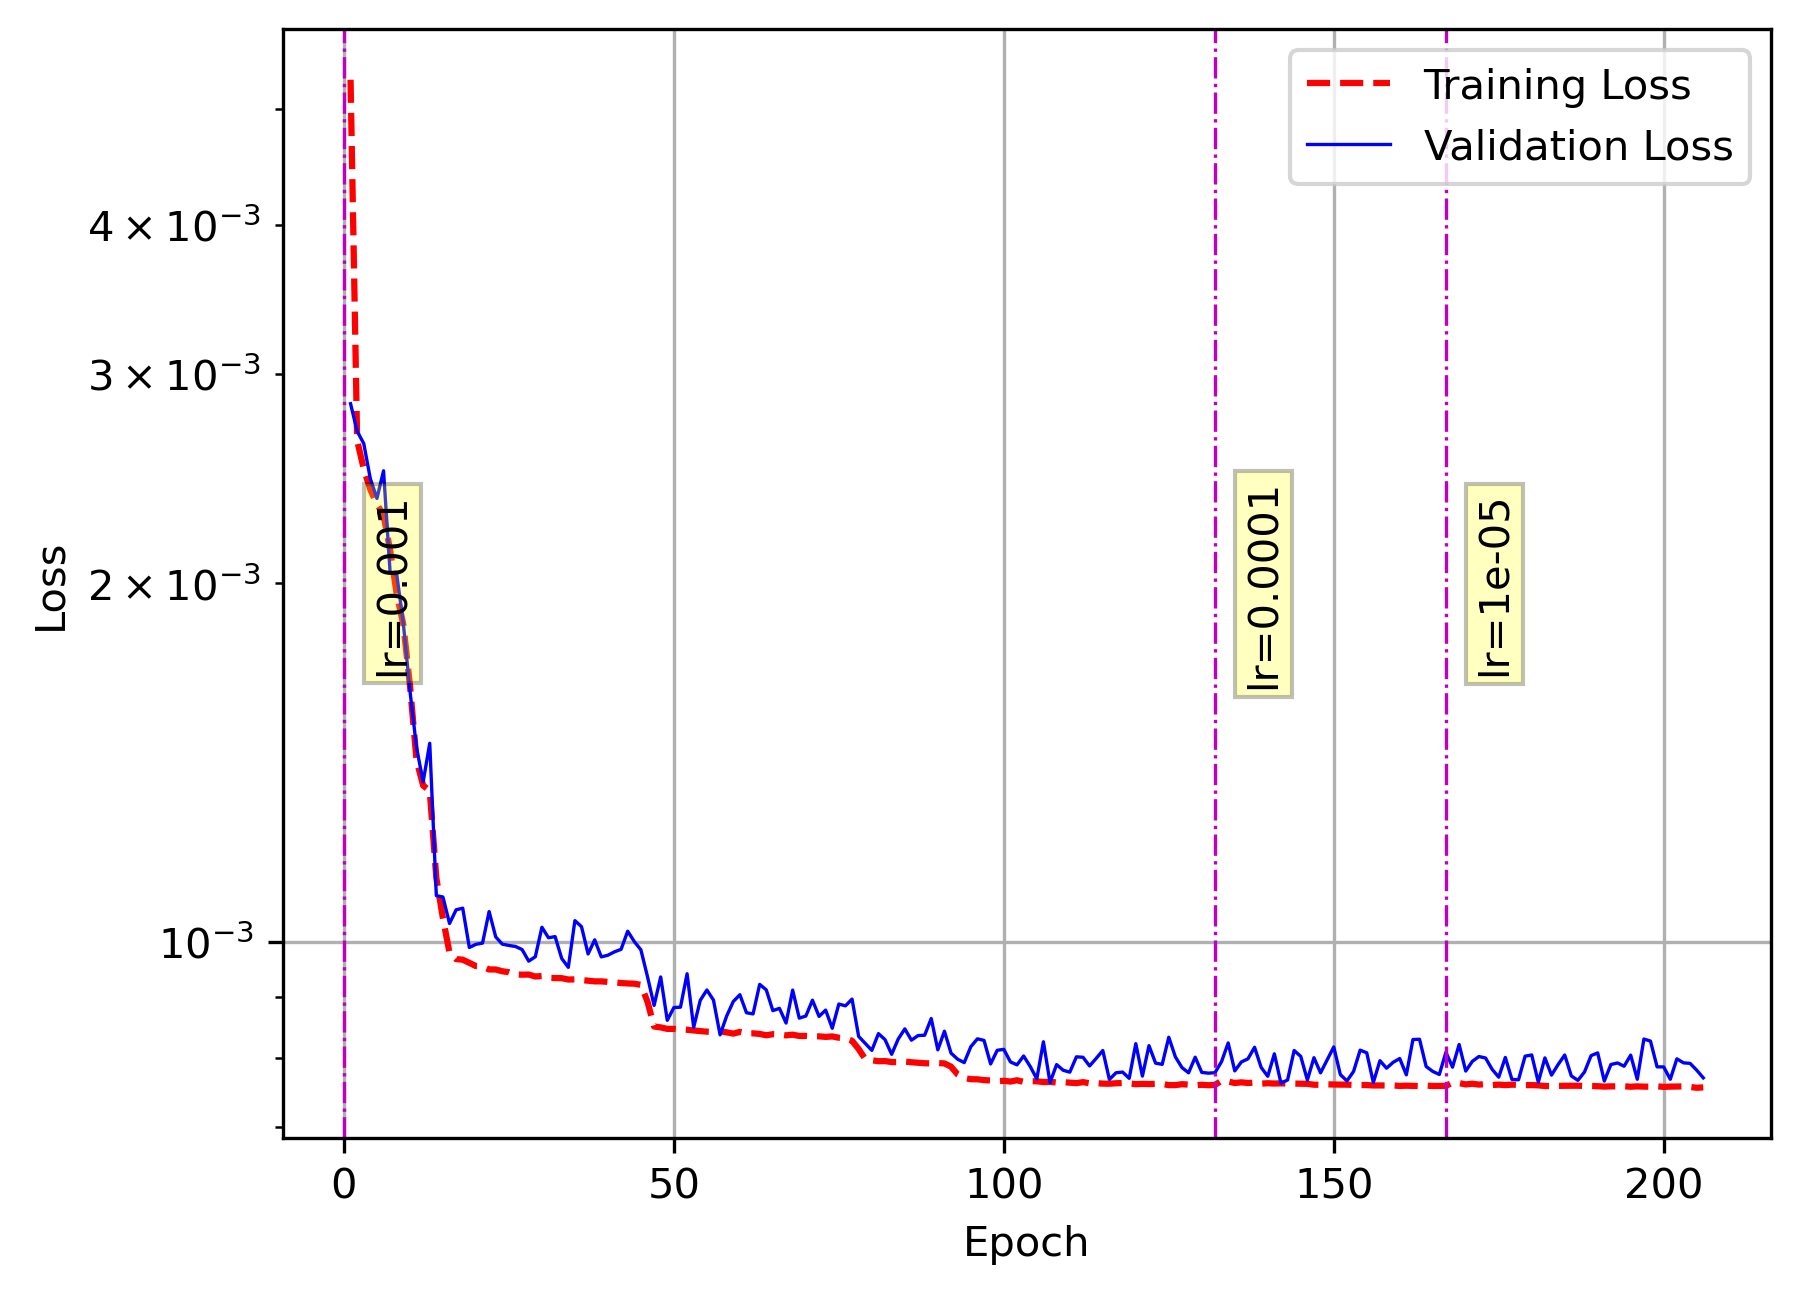 Training Loss
Validation Loss
4×10⁻³
3×10⁻³
2×10⁻³
10⁻³
Loss
lr=0.001
lr=0.0001
lr=1e-05
0
50
100
150
200
Epoch